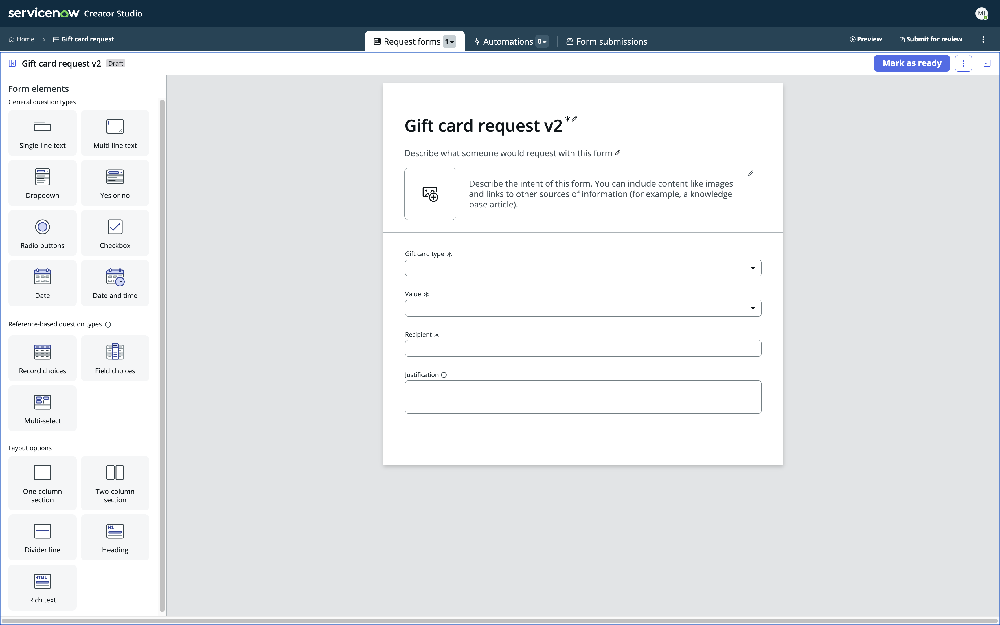 servicenow Creator Studio
MJ
Home > Gift card request
Request forms 1
Automations 0
Form submissions
Preview
Submit for review
Gift card request v2 Draft
Mark as ready
Form elements
General question types
Single-line text
Multi-line text
Dropdown
Yes or no
Radio buttons
Checkbox
Date
Date and time
Reference-based question types
Record choices
Field choices
Multi-select
Layout options
One-column
section
Two-column
section
Divider line
H1
Heading
HTML
Rich text
Gift card request v2 *
Describe what someone would request with this form
Describe the intent of this form. You can include content like images
and links to other sources of information (for example, a knowledge
base article).
Gift card type *
Value *
Recipient *
Justification